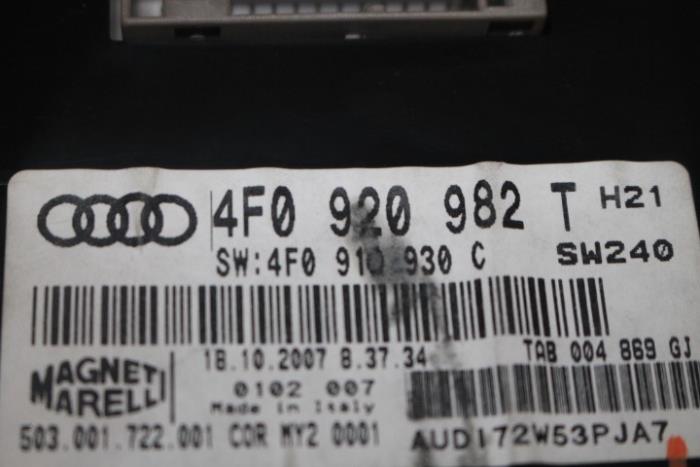 4F0 920 982 T H21
SW:4F0 910 930 C SW240
18.10.2007 8.37.34 TAB 004 869 GJ
MAGNETI MARELLI
0102 007
Made in Italy
503.001.722.001 COR MY2 0001 AUDI72W53PJA7